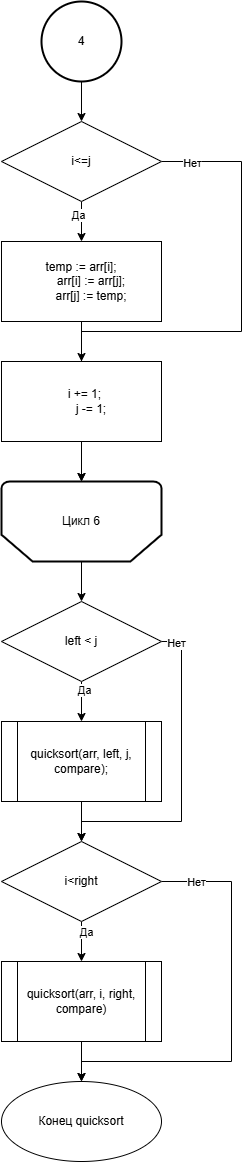 4
i<=j
Нет
Да
temp := arr[i];
arr[i] := arr[j];
arr[j] := temp;
i += 1;
j -= 1;
Цикл 6
left < j
Нет
Да
quicksort(arr, left, j,
compare);
i<right
Нет
Да
quicksort(arr, i, right,
compare)
Конец quicksort